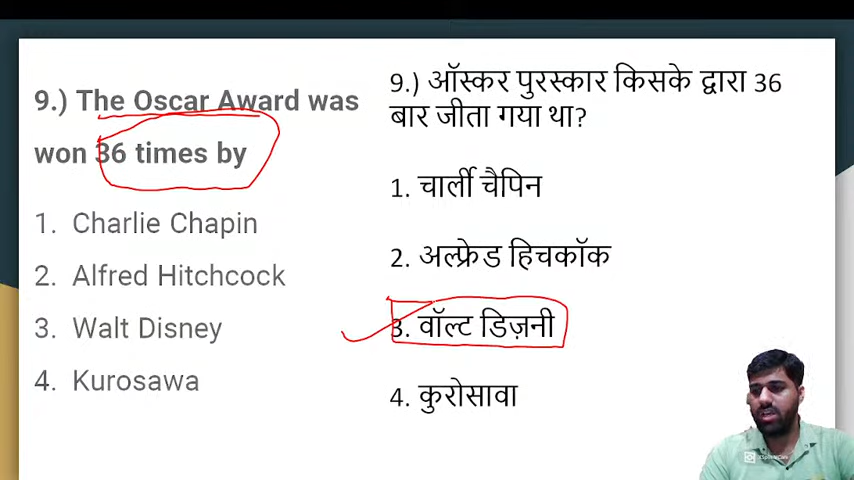 9.) The Oscar Award was
won 36 times by
1. Charlie Chapin
2. Alfred Hitchcock
3. Walt Disney
4. Kurosawa
9.) ऑस्कर पुरस्कार किसके द्वारा 36
बार जीता गया था?
1. चार्ली चैपिन
2. अल्फ्रेड हिचकॉक
3. वॉल्ट डिज़नी
4. कुरोसावा